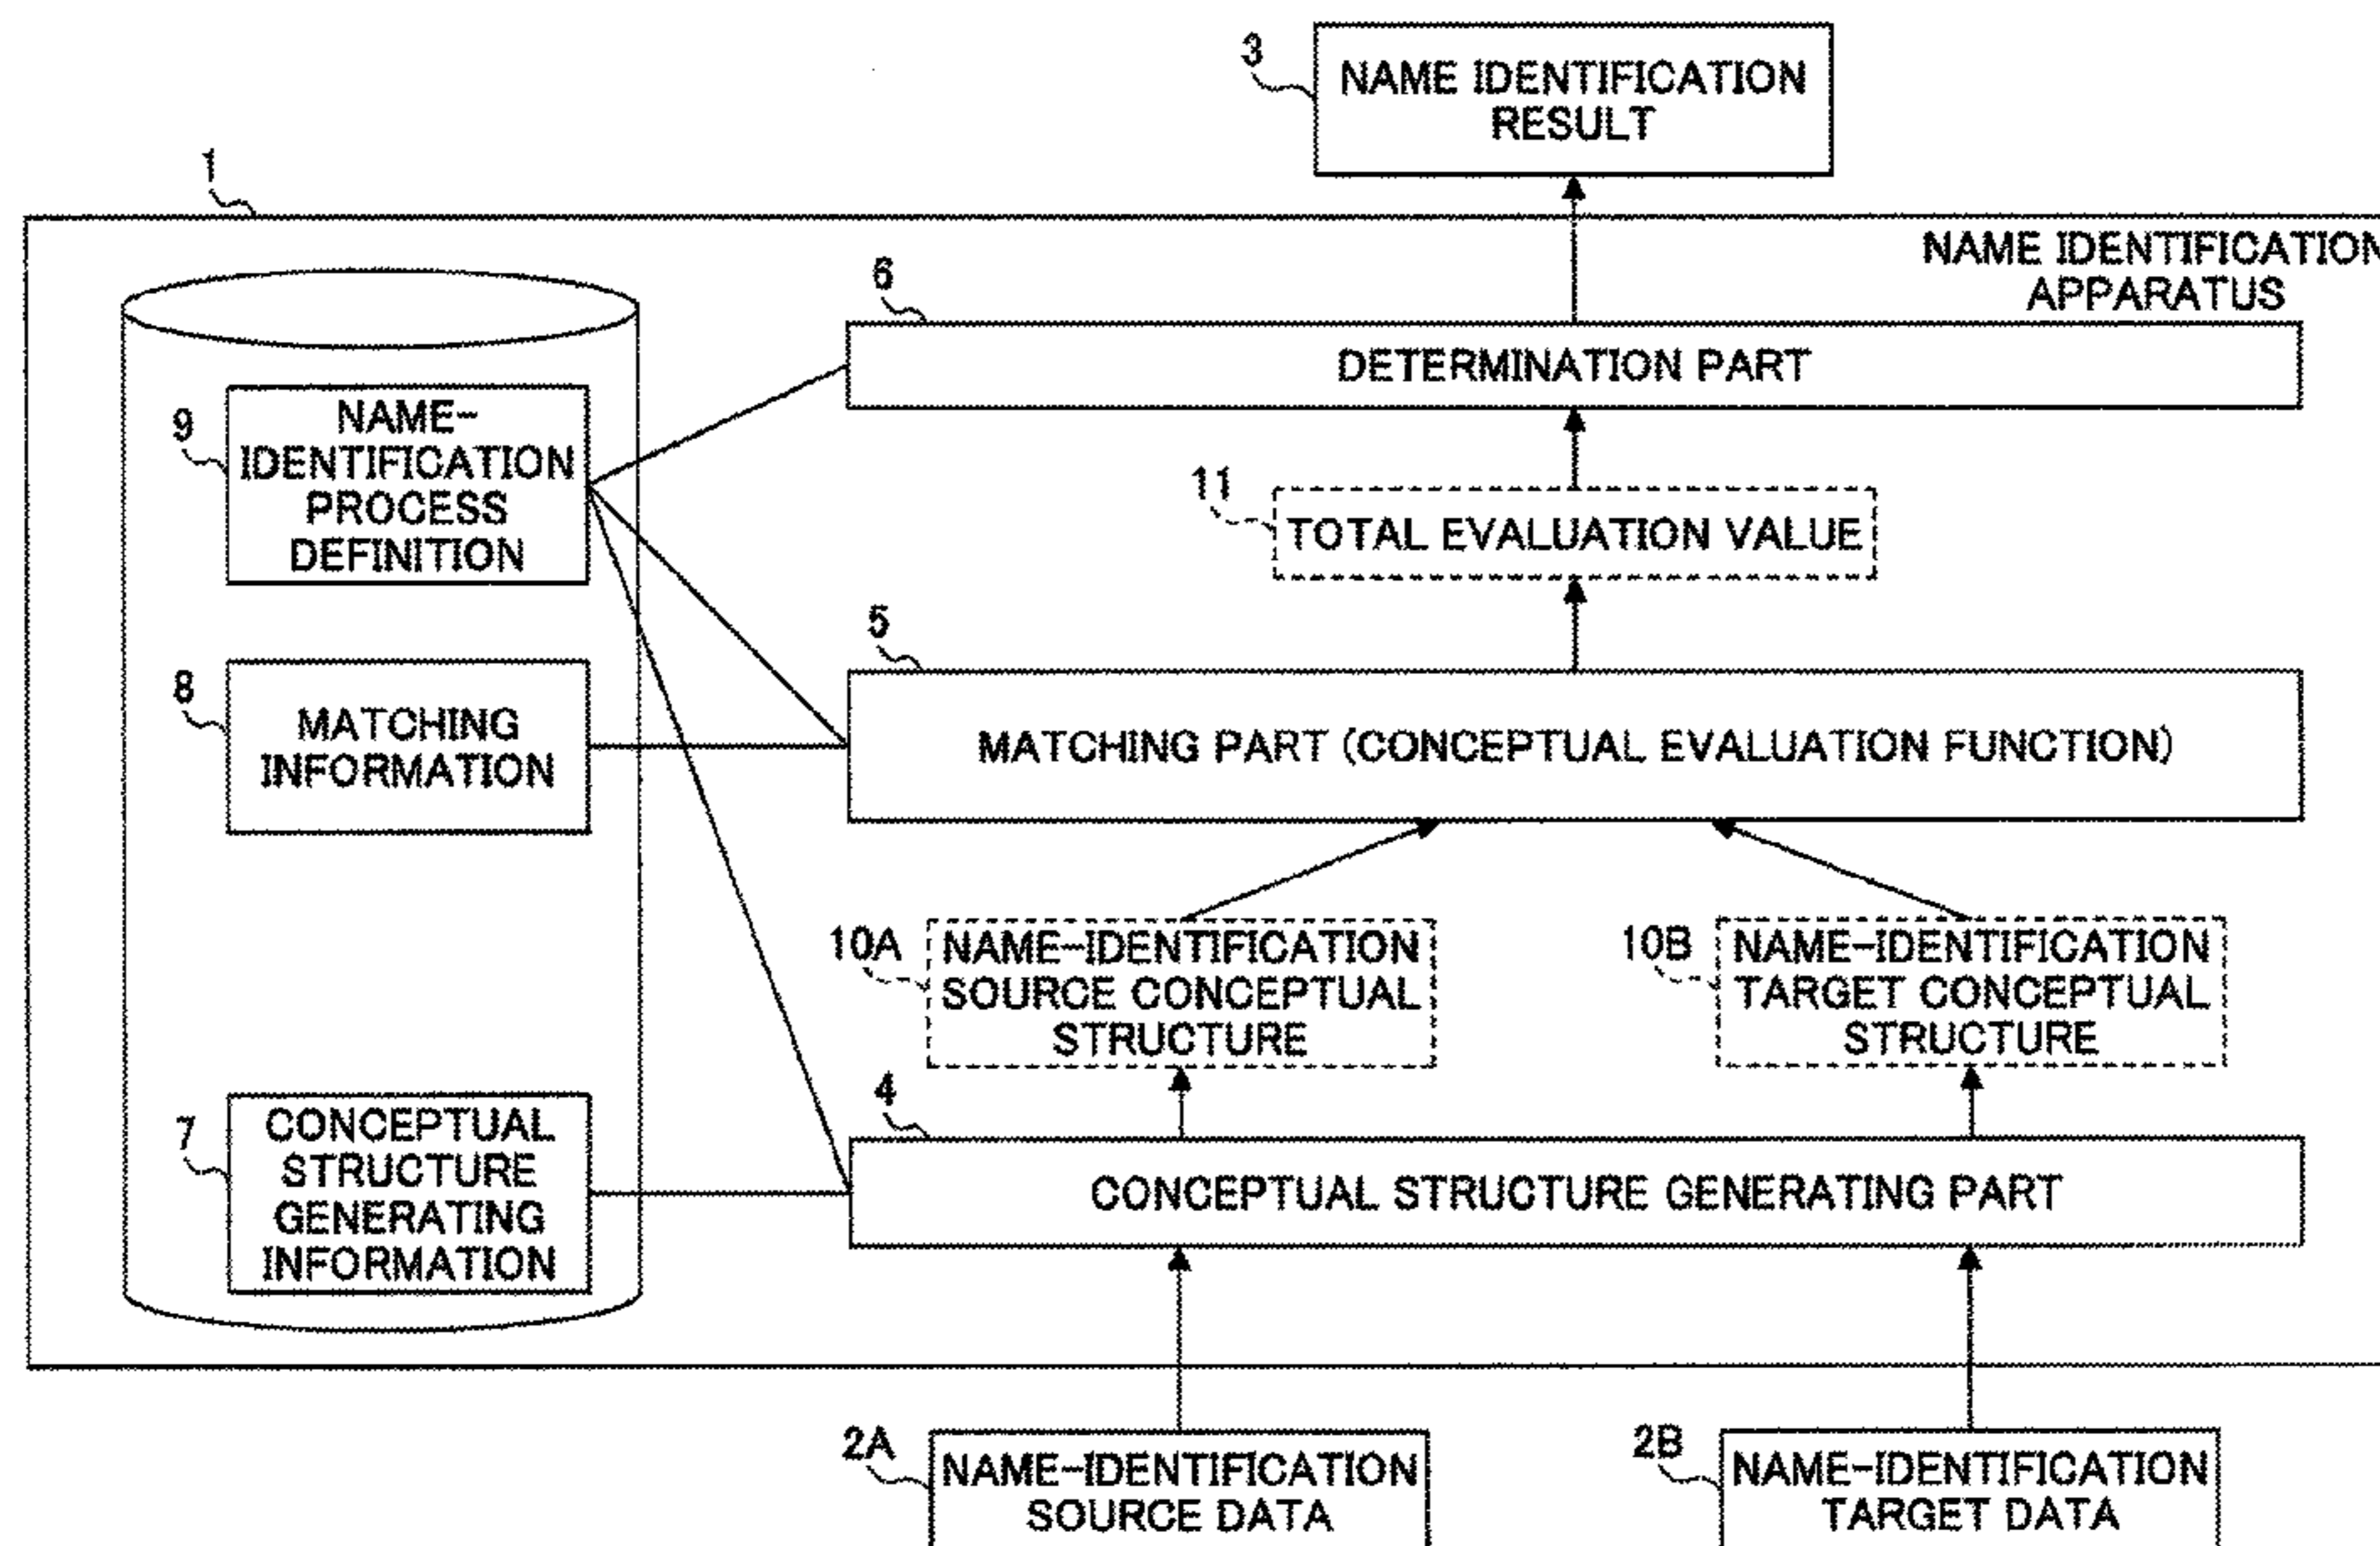 3
NAME IDENTIFICATION
RESULT
1
NAME IDENTIFICATION
APPARATUS
6
DETERMINATION PART
9
NAME-
IDENTIFICATION
PROCESS
DEFINITION
11
TOTAL EVALUATION VALUE
5
8
MATCHING
INFORMATION
MATCHING PART (CONCEPTUAL EVALUATION FUNCTION)
10A
NAME-IDENTIFICATION
SOURCE CONCEPTUAL
STRUCTURE
10B
NAME-IDENTIFICATION
TARGET CONCEPTUAL
STRUCTURE
4
7
CONCEPTUAL
STRUCTURE
GENERATING
INFORMATION
CONCEPTUAL STRUCTURE GENERATING PART
2A
NAME-IDENTIFICATION
SOURCE DATA
2B
NAME-IDENTIFICATION
TARGET DATA